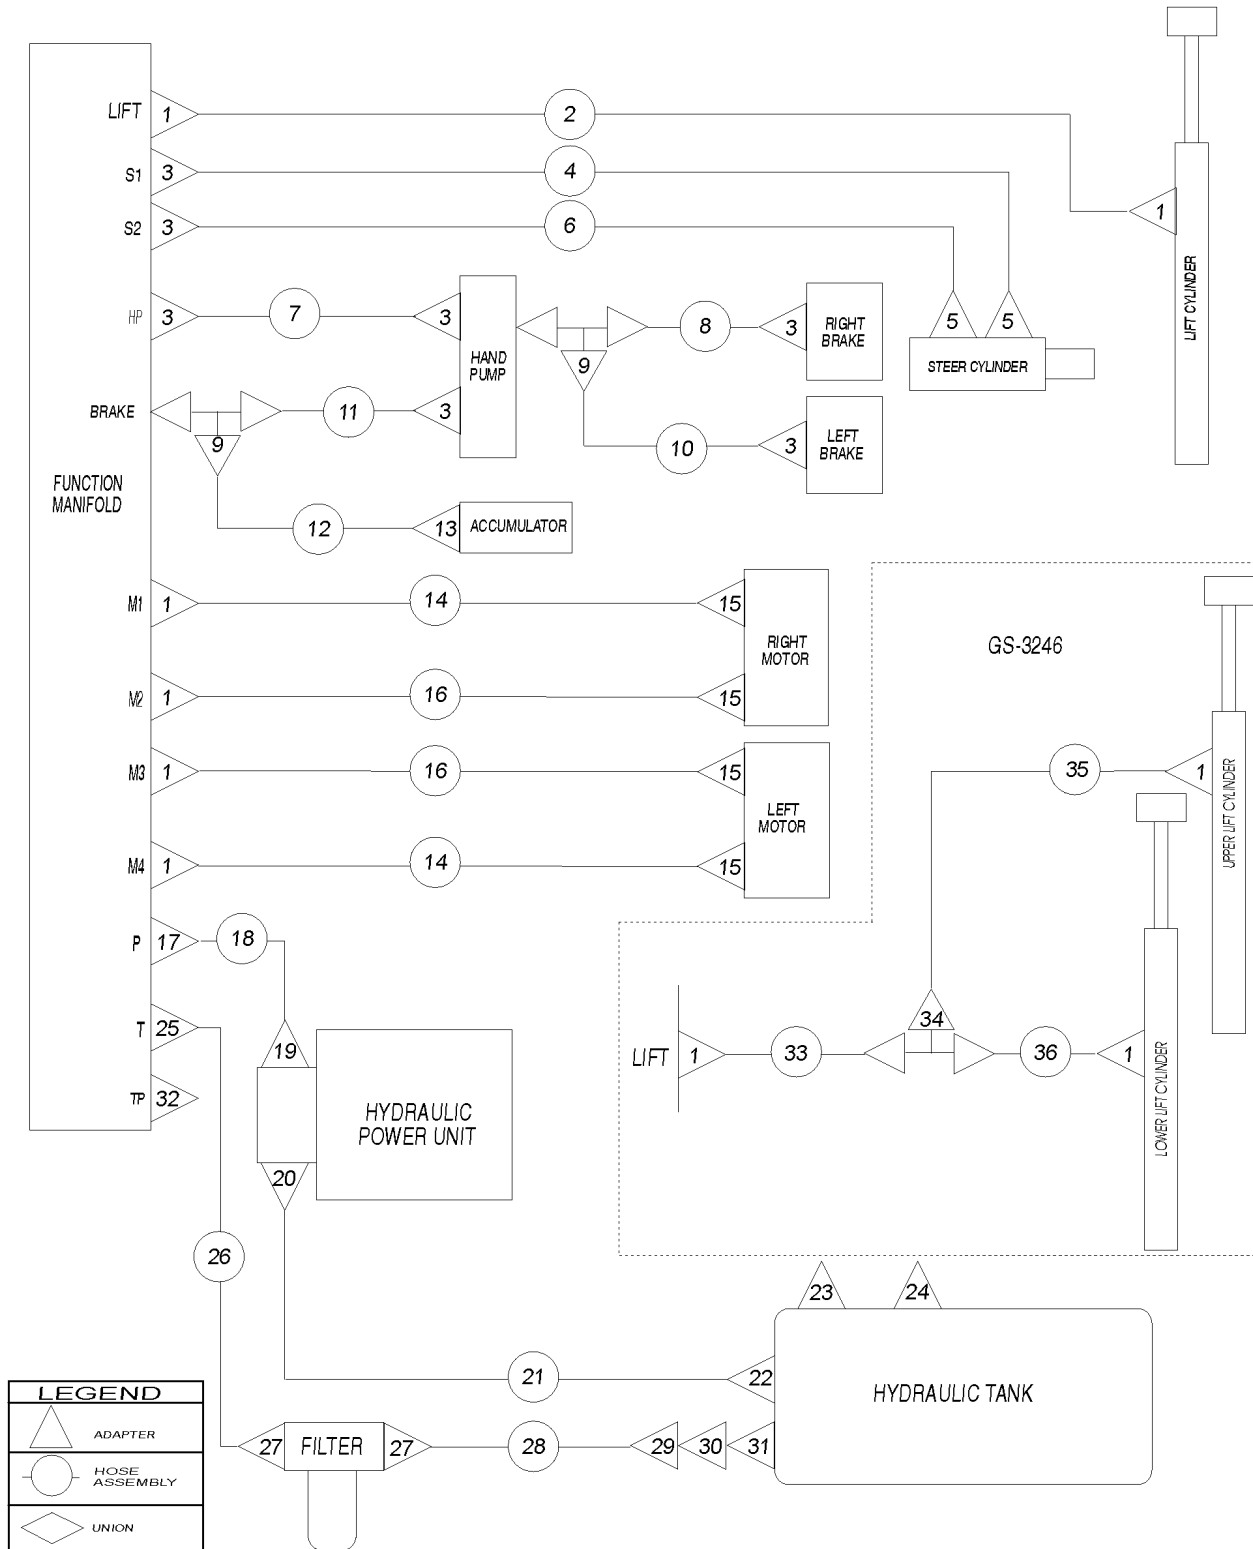 LIFT 1 2
S1 3 4
S2 3 6
1
LIFT CYLINDER
5 5
STEER CYLINDER
HP 3 7 3
HAND
PUMP
8 3
RIGHT
BRAKE
9
BRAKE
11 3
9
10 3
LEFT
BRAKE
FUNCTION
MANIFOLD
12 13 ACCUMULATOR
M1 1 14 15
RIGHT
MOTOR
M2 1 16 15
M3 1 16 15
LEFT
MOTOR
M4 1 14 15
GS-3246
35 1
UPPER LIFT CYLINDER
P 17 18
T 25
TP 32
19
HYDRAULIC
POWER UNIT
20
34
LIFT 1 33 36 1
LOWER LIFT CYLINDER
26
23 24
21 22
HYDRAULIC TANK
27 FILTER 27 28 29 30 31
LEGEND
ADAPTER
HOSE
ASSEMBLY
UNION